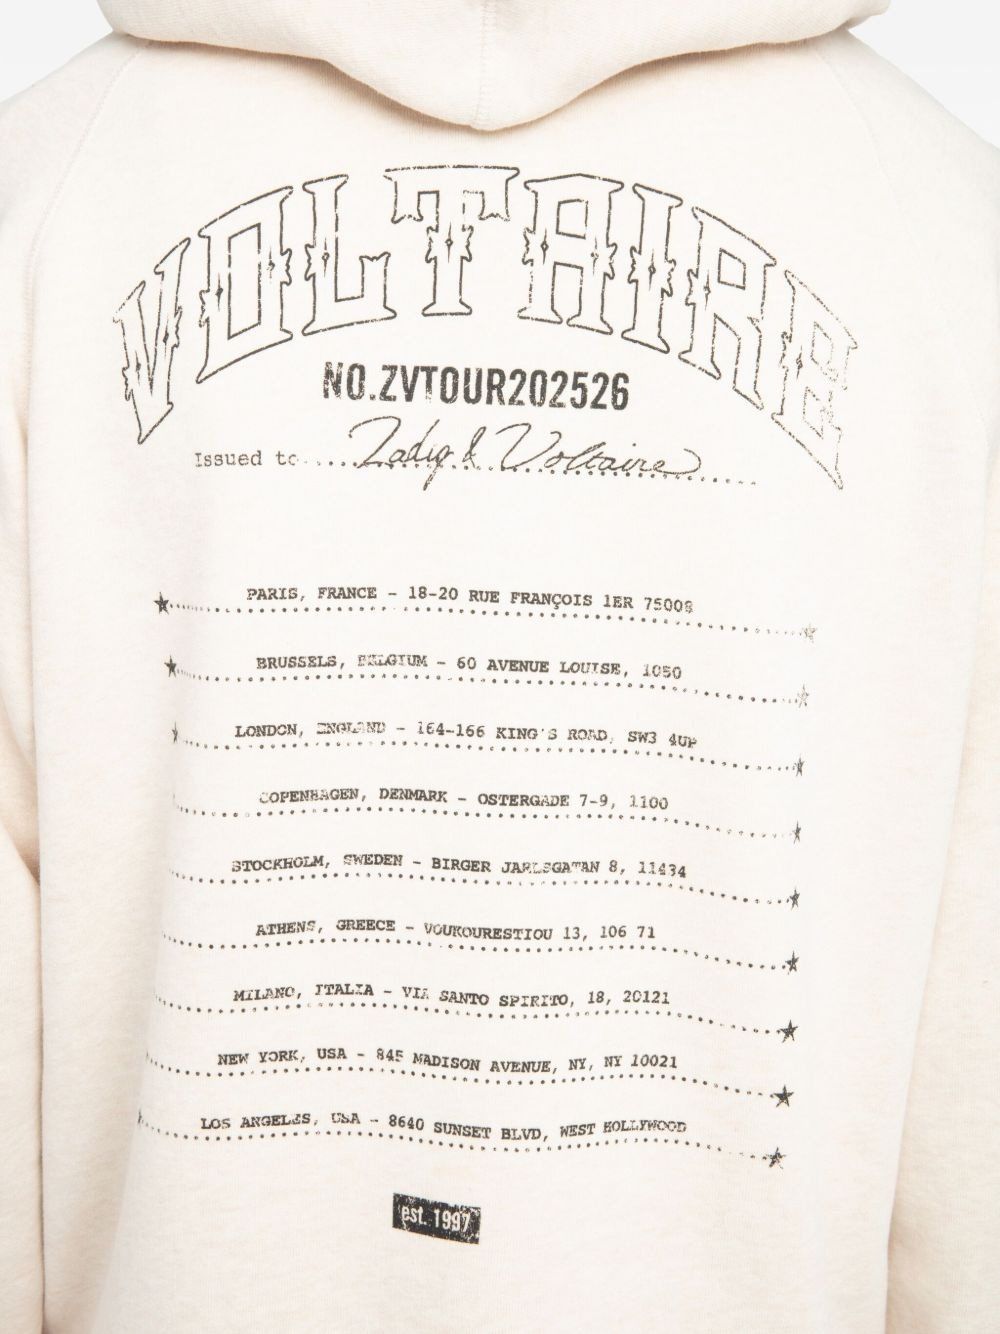 VOLTAIRE
NO.ZVTOUR202526
Issued to.....Zadig & Voltaire.....
PARIS, FRANCE - 18-20 RUE FRANÇOIS 1ER 75008
BRUSSELS, BELGIUM - 60 AVENUE LOUISE, 1050
LONDON, ENGLAND - 164-166 KING'S ROAD, SW3 4UP
COPENHAGEN, DENMARK - OSTERGADE 7-9, 1100
STOCKHOLM, SWEDEN - BIRGER JARLSGATAN 8, 11434
ATHENS, GREECE - VOUKOURESTIOU 13, 106 71
MILANO, ITALIA - VIA SANTO SPIRITO, 18, 20121
NEW YORK, USA - 845 MADISON AVENUE, NY, NY 10021
LOS ANGELES, USA - 8640 SUNSET BLVD, WEST HOLLYWOOD
est. 1997